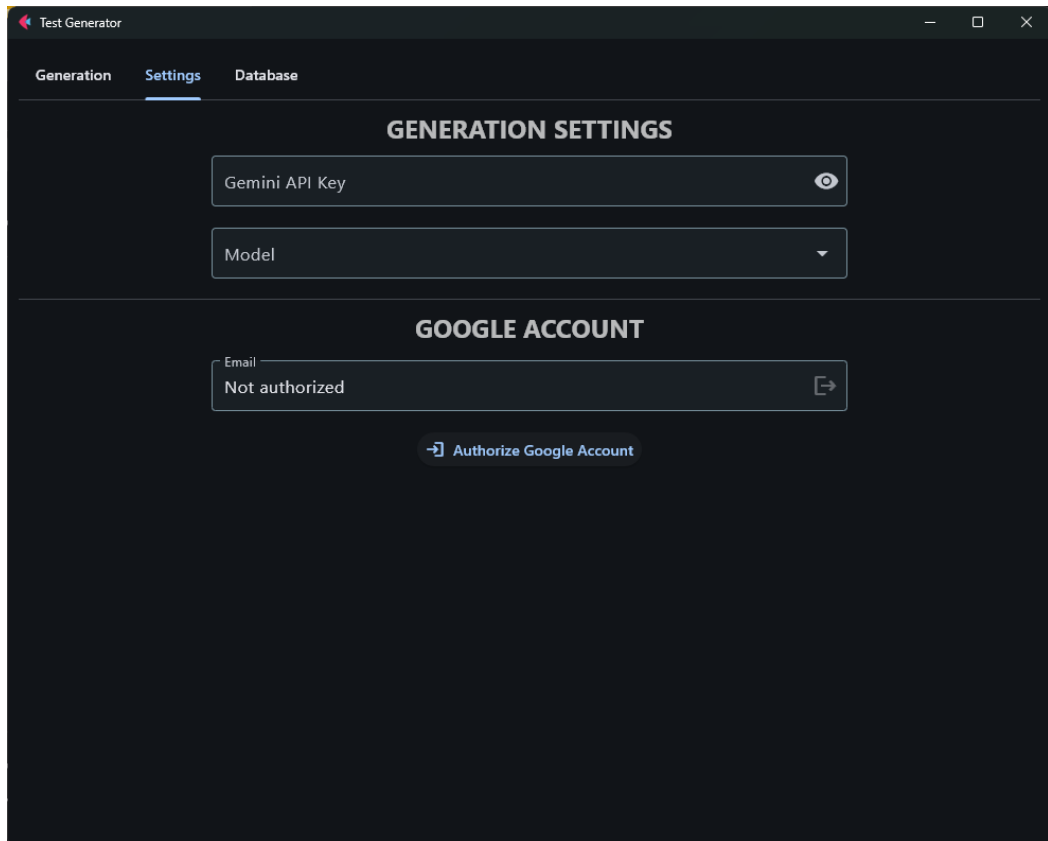 Test Generator
Generation Settings Database
GENERATION SETTINGS
Gemini API Key
Model
GOOGLE ACCOUNT
Email
Not authorized
Authorize Google Account